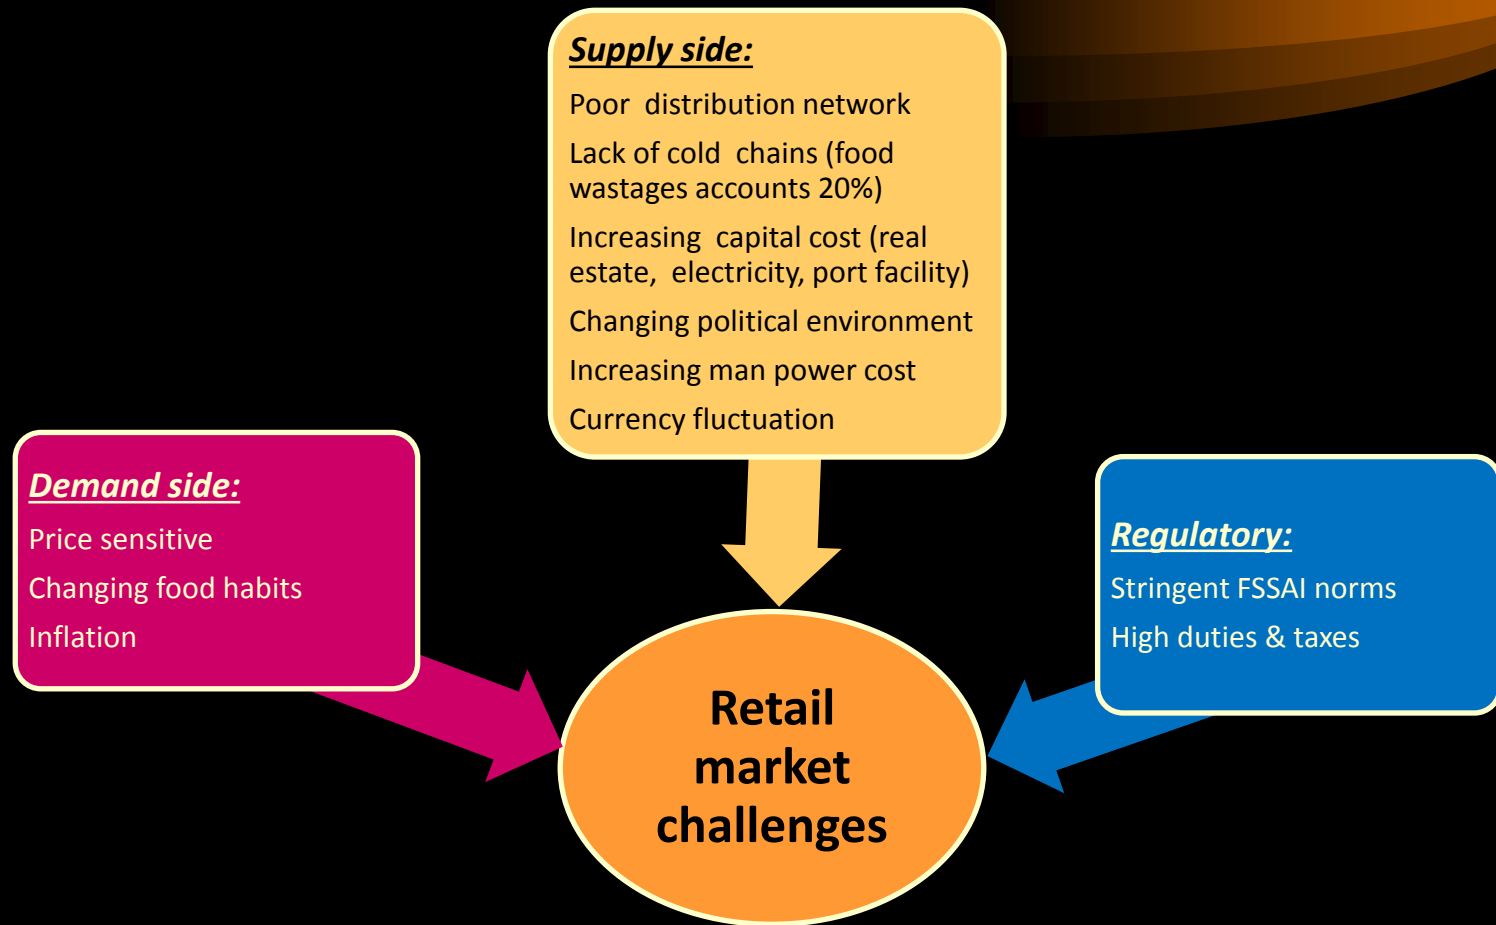 Supply side:
Poor distribution network
Lack of cold chains (food
wastages accounts 20%)
Increasing capital cost (real
estate, electricity, port facility)
Changing political environment
Increasing man power cost
Currency fluctuation
Demand side:
Price sensitive
Changing food habits
Inflation
Regulatory:
Stringent FSSAI norms
High duties & taxes
Retail
market
challenges